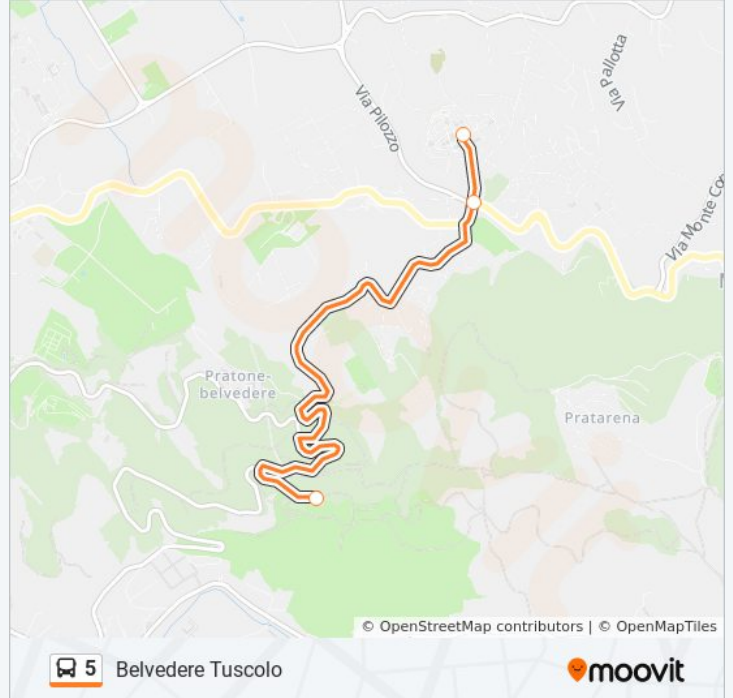 Via Pilozzo
Via Pallotta
Via Monte Co
Pratone-
belvedere
Pratarena
© OpenStreetMap contributors | © OpenMapTiles
5 Belvedere Tuscolo
moovit